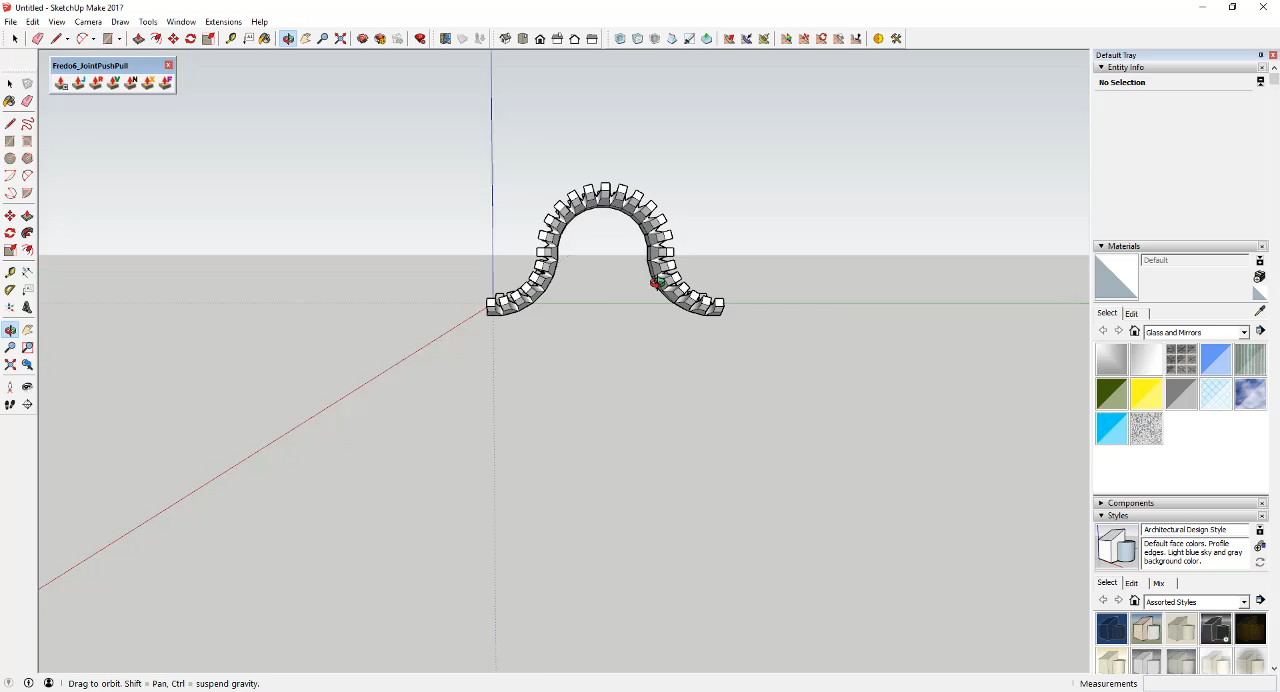 Untitled - SketchUp Make 2017
File Edit View Camera Draw Tools Window Extensions Help
Default Tray
Fredo6_JointPushPull
J R V N X F
Entity Info
No Selection
Materials
Default
Select Edit
Glass and Mirrors
Components
Styles
Architectural Design Style
Default face colors. Profile
edges. Light blue sky and gray
background color.
Select Edit Mix
Assorted Styles
Drag to orbit. Shift = Pan, Ctrl = suspend gravity.
Measurements